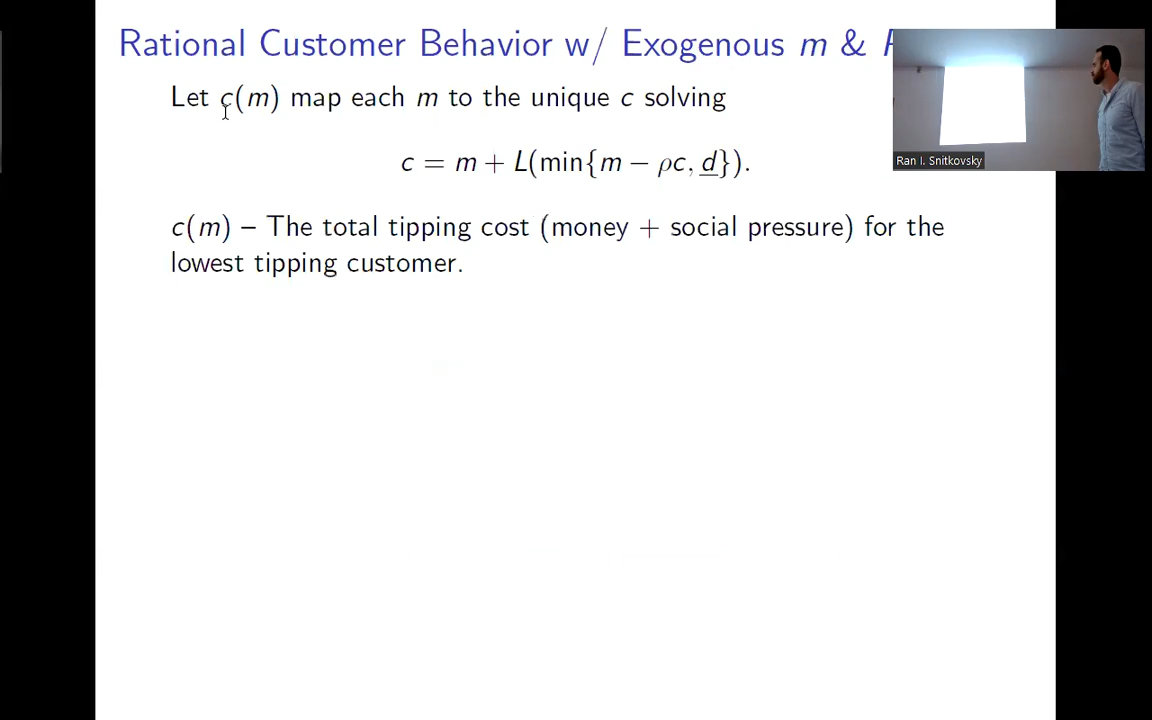 Rational Customer Behavior w/ Exogenous m &
Let c(m) map each m to the unique c solving
c = m + L(min{m − ρc, d}).
c(m) – The total tipping cost (money + social pressure) for the
lowest tipping customer.
Ran I. Snitkovsky